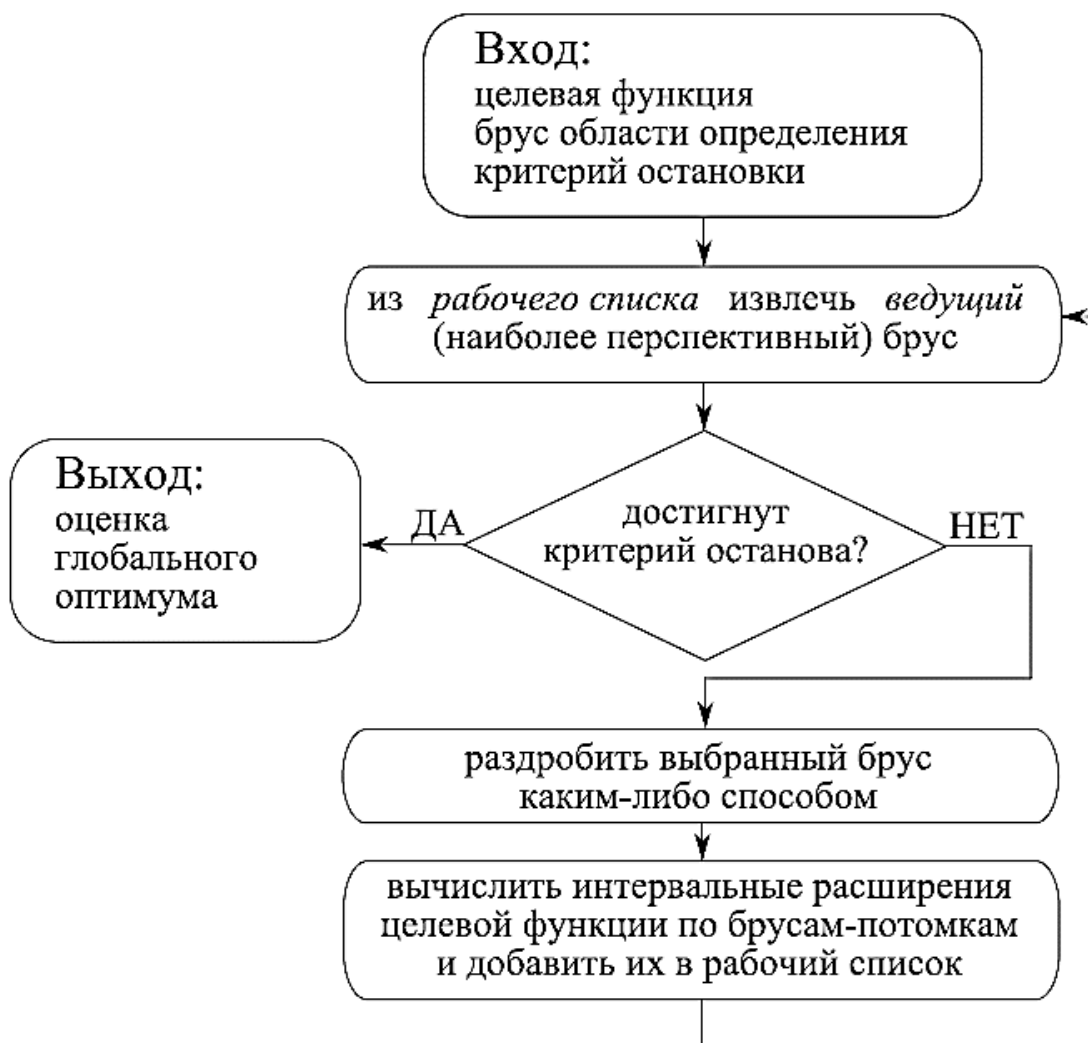 Вход:
целевая функция
брус области определения
критерий остановки
из рабочего списка извлечь ведущий
(наиболее перспективный) брус
достигнут
критерий останова?
ДА
НЕТ
Выход:
оценка
глобального
оптимума
раздробить выбранный брус
каким-либо способом
вычислить интервальные расширения
целевой функции по брусам-потомкам
и добавить их в рабочий список